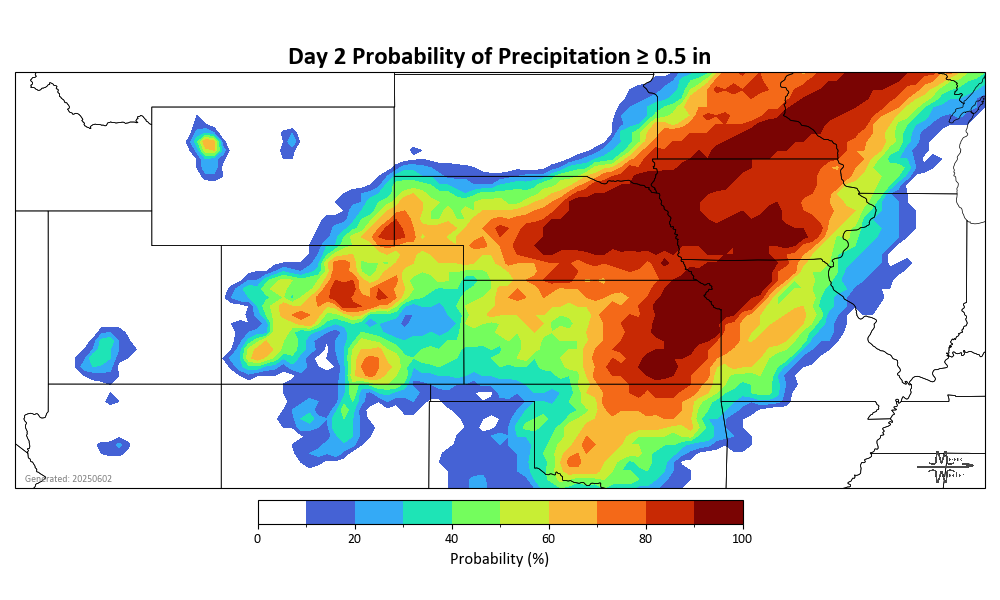 Day 2 Probability of Precipitation ≥ 0.5 in
Generated: 20250602
0 20 40 60 80 100
Probability (%)